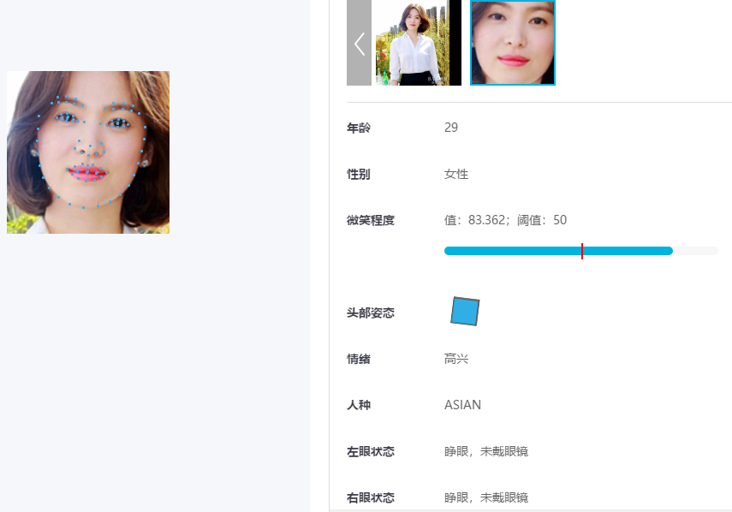 年龄 29
性别 女性
微笑程度 值：83.362；阈值：50
头部姿态
情绪 高兴
人种 ASIAN
左眼状态 睁眼，未戴眼镜
右眼状态 睁眼，未戴眼镜